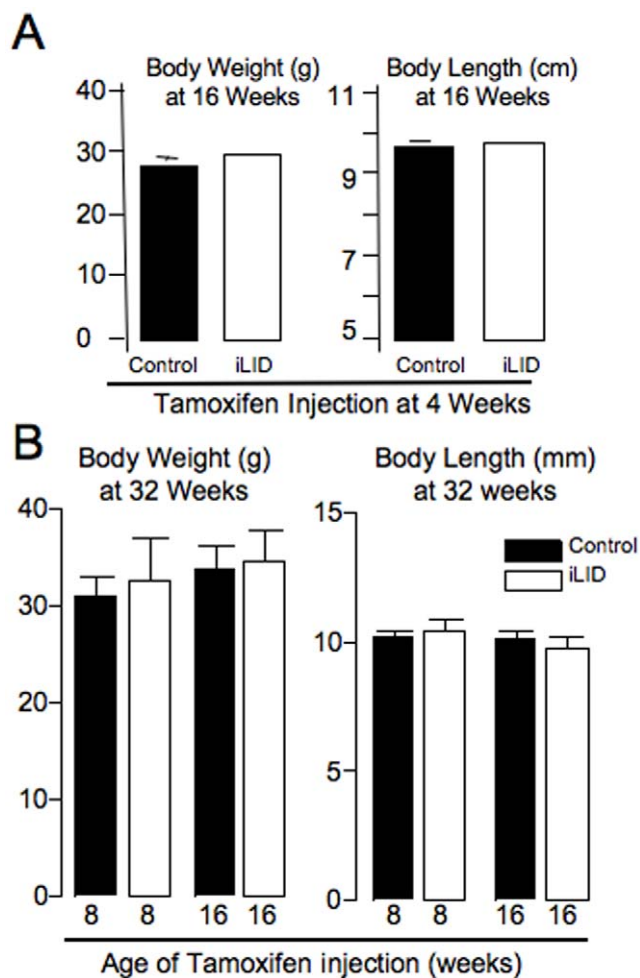 A
Body Weight (g)
at 16 Weeks
40
30
20
10
0
Control
iLID
Body Length (cm)
at 16 Weeks
11
9
7
5
Control
iLID
Tamoxifen Injection at 4 Weeks
B
Body Weight (g)
at 32 Weeks
40
30
20
10
0
8 8 16 16
Body Length (mm)
at 32 weeks
15
10
5
0
Control
iLID
8 8 16 16
Age of Tamoxifen injection (weeks)